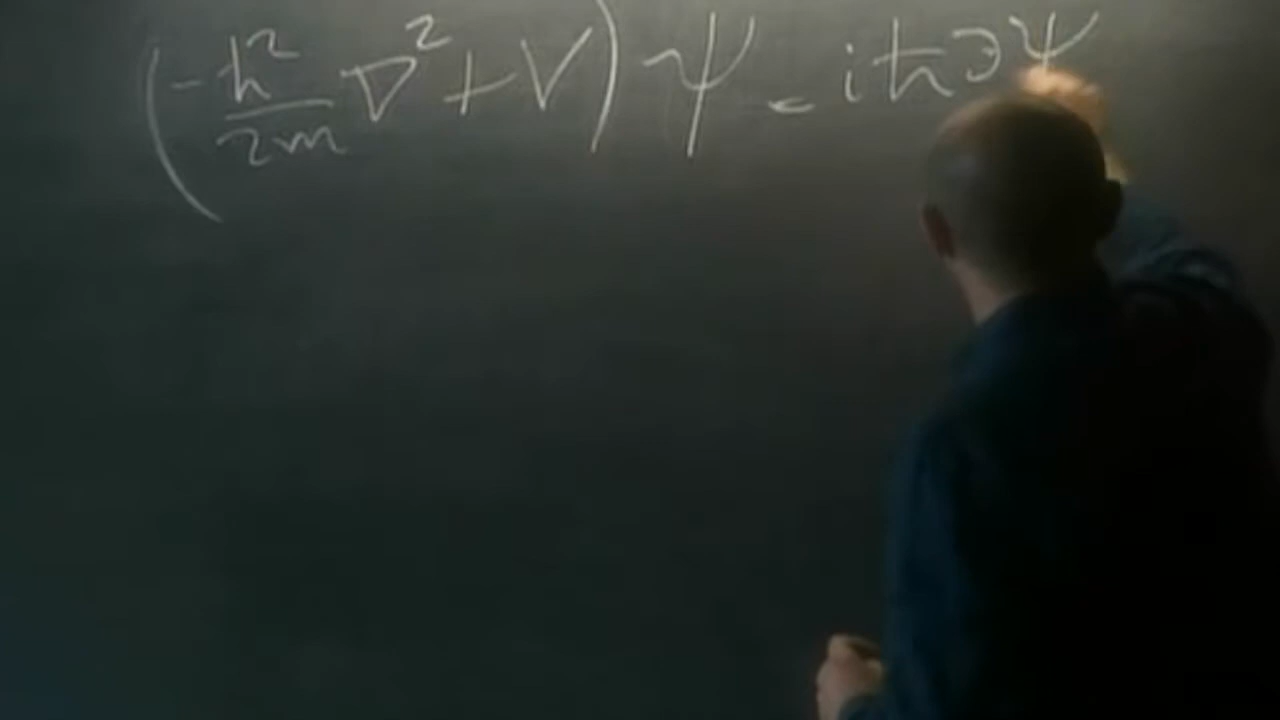 (-ħ²/2m ∇² + V) ψ = iħ∂ψ